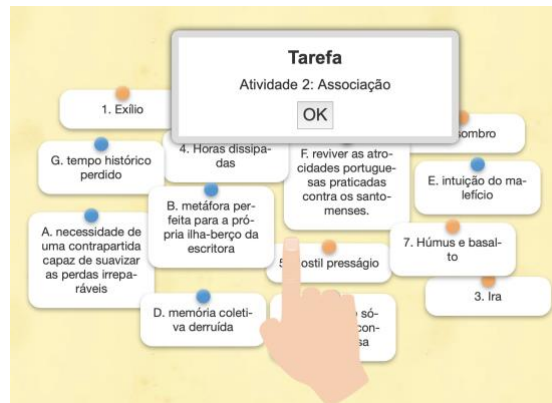 Tarefa
Atividade 2: Associação
OK
1. Exílio
sombro
G. tempo histórico
perdido
4. Horas dissipa-
das
F. reviver as atro-
cidades portugue-
sas praticadas
contra os santo-
menses.
E. intuição do ma-
lefício
B. metáfora per-
feita para a pró-
pria ilha-berço da
escritora
A. necessidade de
uma contrapartida
capaz de suavizar
as perdas irrepa-
ráveis
7. Húmus e basal-
to
5. ostil presságio
3. Ira
D. memória coleti-
va derruída
só-
con-
sa